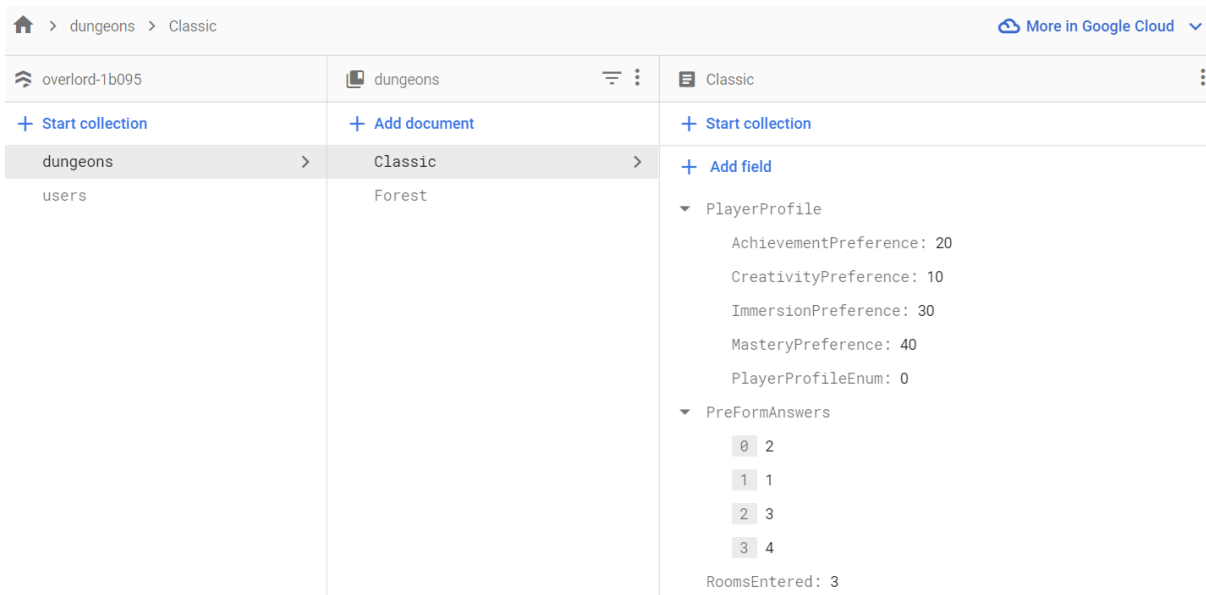 dungeons > Classic
More in Google Cloud
overlord-1b095
dungeons
Classic
+ Start collection
+ Add document
+ Start collection
dungeons
Classic
+ Add field
users
Forest
PlayerProfile
AchievementPreference: 20
CreativityPreference: 10
ImmersionPreference: 30
MasteryPreference: 40
PlayerProfileEnum: 0
PreFormAnswers
0 2
1 1
2 3
3 4
RoomsEntered: 3